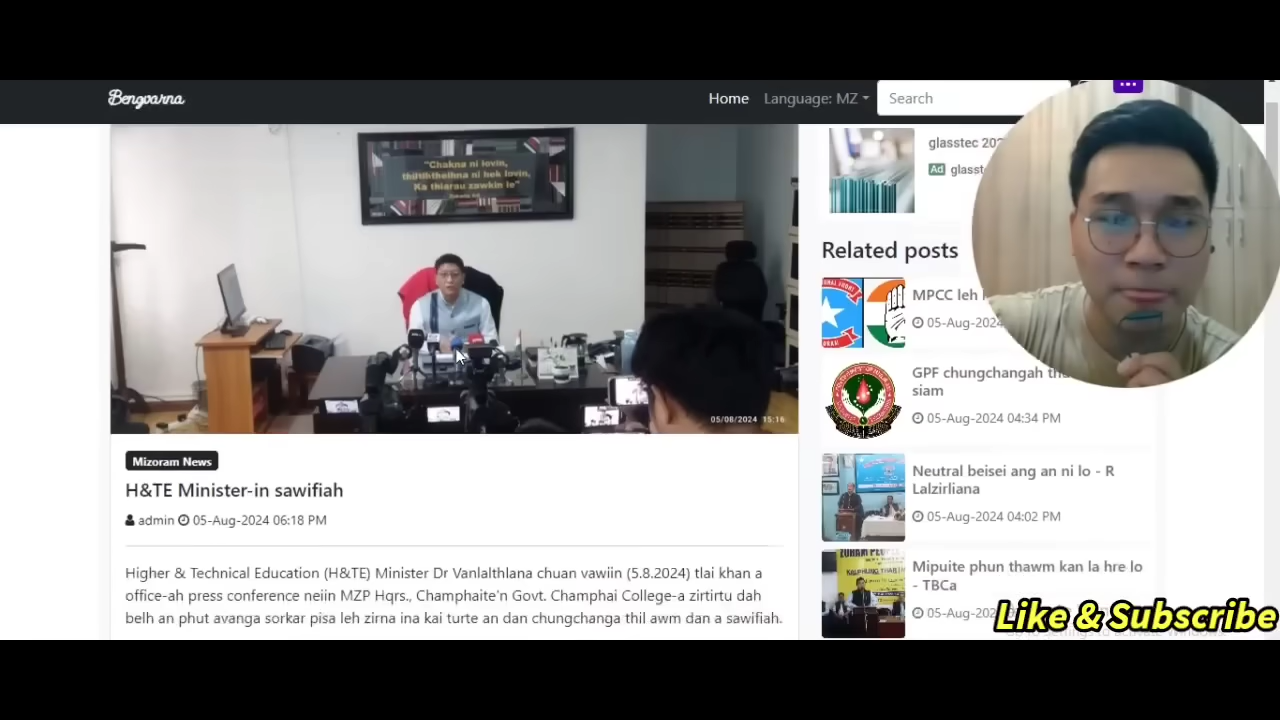 Bengvarna
Home
Language: MZ
Search
"Chakna ni lovin,
thiltihtheihna ni hek lovin,
Ka thlarau zawkin le"
05/08/2024 15:16
Mizoram News
H&TE Minister-in sawifiah
admin 05-Aug-2024 06:18 PM
Higher & Technical Education (H&TE) Minister Dr Vanlalthlana chuan vawiin (5.8.2024) tlai khan a
office-ah press conference neiin MZP Hqrs., Champhaite'n Govt. Champhai College-a zirtirtu dah
belh an phut avanga sorkar pisa leh zirna ina kai turte an dan chungchanga thil awm dan a sawifiah.
glasstec
Ad
Related posts
MPCC leh
05-Aug-2024
GPF chungchangah
siam
05-Aug-2024 04:34 PM
Neutral beisei ang an ni lo - R
Lalzirliana
05-Aug-2024 04:02 PM
Mipuite phun thawm kan la hre lo
- TBCa
Like & Subscribe